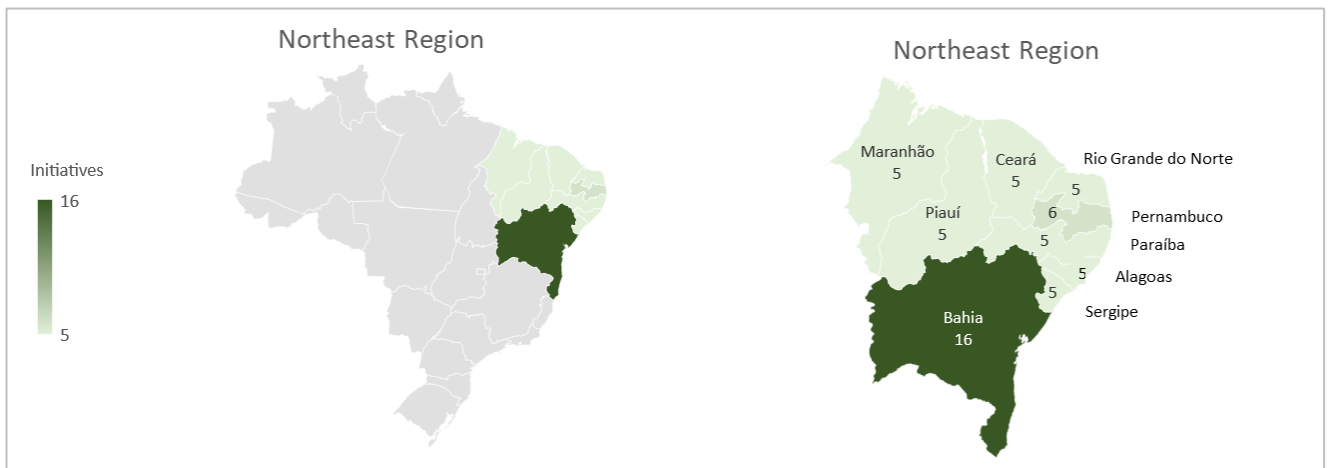 Northeast Region
Initiatives
16
5
Northeast Region
Maranhão
5
Ceará
5
Rio Grande do Norte
5
Piauí
5
6
Pernambuco
5
Paraíba
5
Alagoas
5
Sergipe
Bahia
16